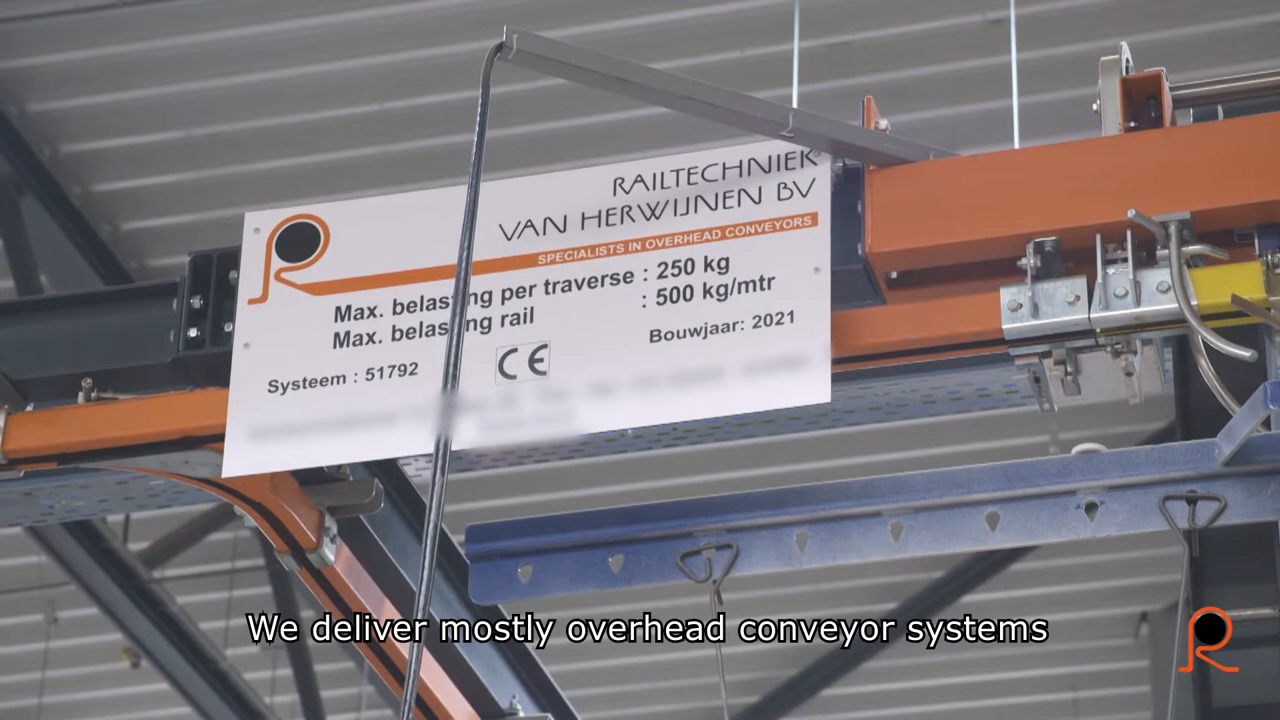 RAILTECHNIEK
VAN HERWIJNEN BV
SPECIALISTS IN OVERHEAD CONVEYORS
Max. belasting per traverse : 250 kg
Max. belasting rail : 500 kg/mtr
Bouwjaar: 2021
Systeem : 51792
CE
We deliver mostly overhead conveyor systems